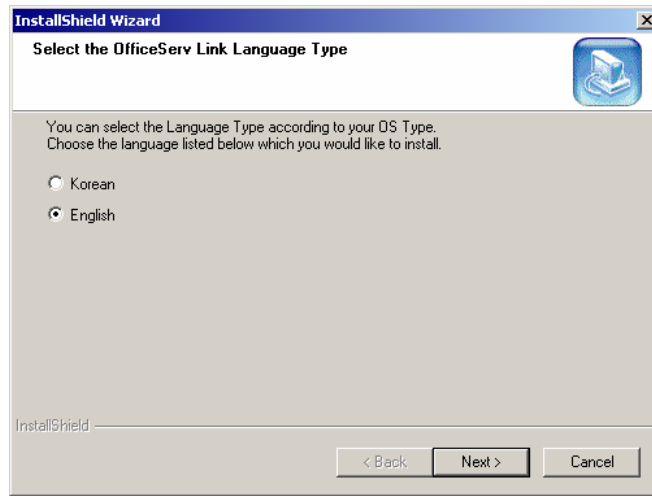 InstallShield Wizard
Select the OfficeServ Link Language Type
You can select the Language Type according to your OS Type.
Choose the language listed below which you would like to install.
Korean
English
InstallShield
< Back Next > Cancel